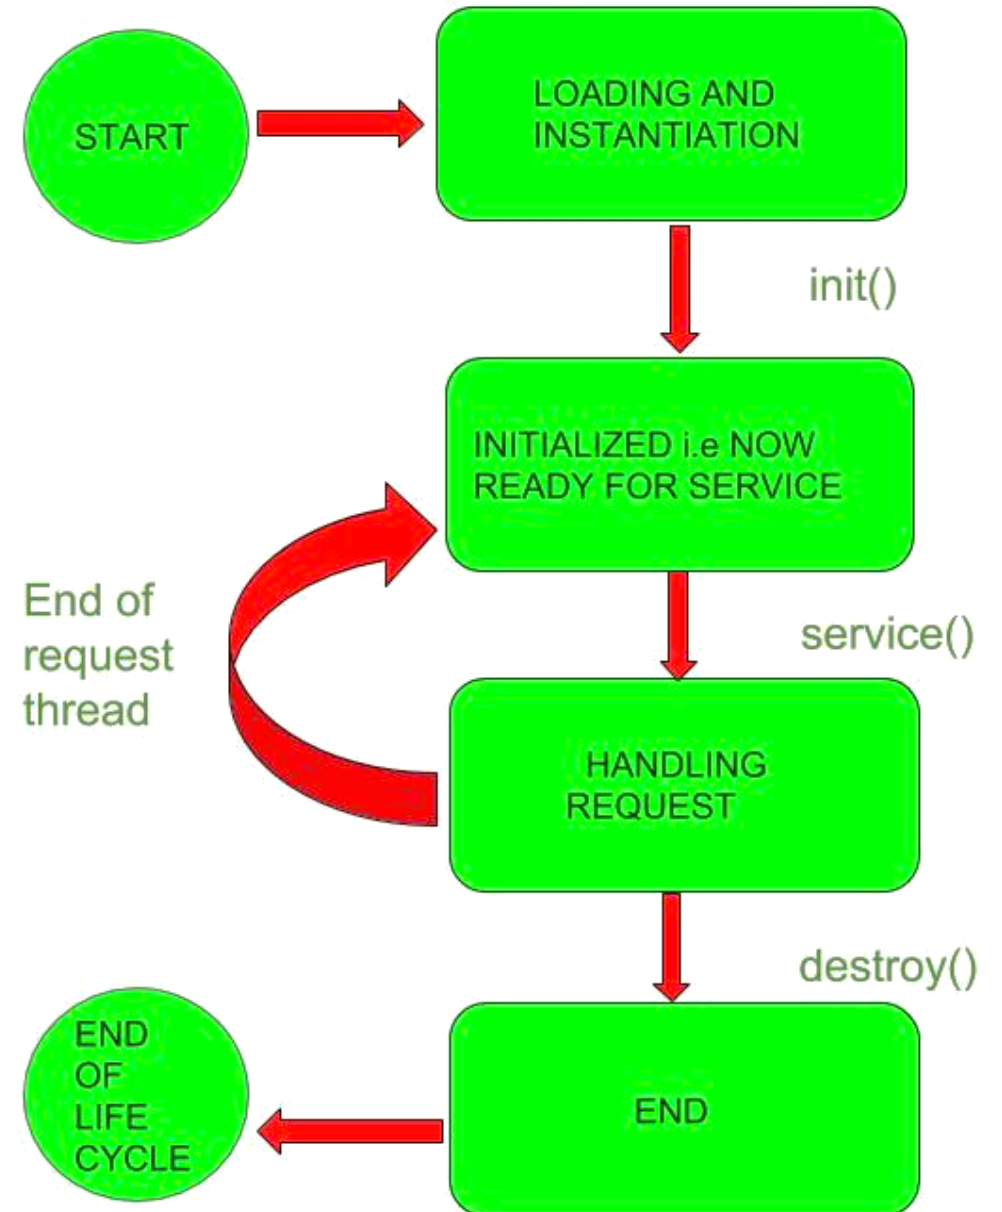 START
LOADING AND
INSTANTIATION
init()
INITIALIZED i.e NOW
READY FOR SERVICE
End of
request
thread
service()
HANDLING
REQUEST
destroy()
END
END
OF
LIFE
CYCLE